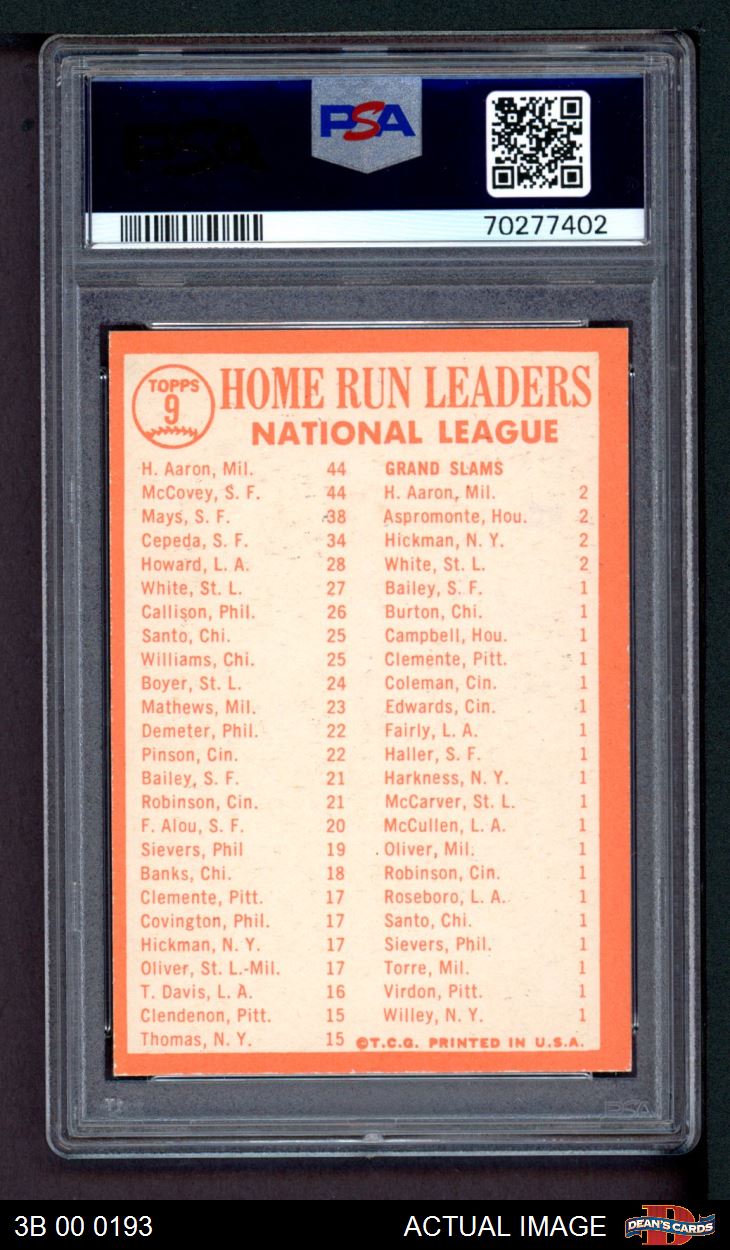 PSA
70277402
TOPPS
9
HOME RUN LEADERS
NATIONAL LEAGUE
H. Aaron, Mil. 44
McCovey, S. F. 44
Mays, S. F. 38
Cepeda, S. F. 34
Howard, L. A. 28
White, St. L. 27
Callison, Phil. 26
Santo, Chi. 25
Williams, Chi. 25
Boyer, St. L. 24
Mathews, Mil. 23
Demeter, Phil. 22
Pinson, Cin. 22
Bailey, S. F. 21
Robinson, Cin. 21
F. Alou, S. F. 20
Sievers, Phil 19
Banks, Chi. 18
Clemente, Pitt. 17
Covington, Phil. 17
Hickman, N. Y. 17
Oliver, St. L.-Mil. 17
T. Davis, L. A. 16
Clendenon, Pitt. 15
Thomas, N. Y. 15
GRAND SLAMS
H. Aaron, Mil. 2
Aspromonte, Hou. 2
Hickman, N. Y. 2
White, St. L. 2
Bailey, S. F. 1
Burton, Chi. 1
Campbell, Hou. 1
Clemente, Pitt. 1
Coleman, Cin. 1
Edwards, Cin. 1
Fairly, L. A. 1
Haller, S. F. 1
Harkness, N. Y. 1
McCarver, St. L. 1
McCullen, L. A. 1
Oliver, Mil. 1
Robinson, Cin. 1
Roseboro, L. A. 1
Santo, Chi. 1
Sievers, Phil. 1
Torre, Mil. 1
Virdon, Pitt. 1
Willey, N. Y. 1
©T.C.G. PRINTED IN U.S.A.
PSA
3B 00 0193
ACTUAL IMAGE
DEAN'S CARDS